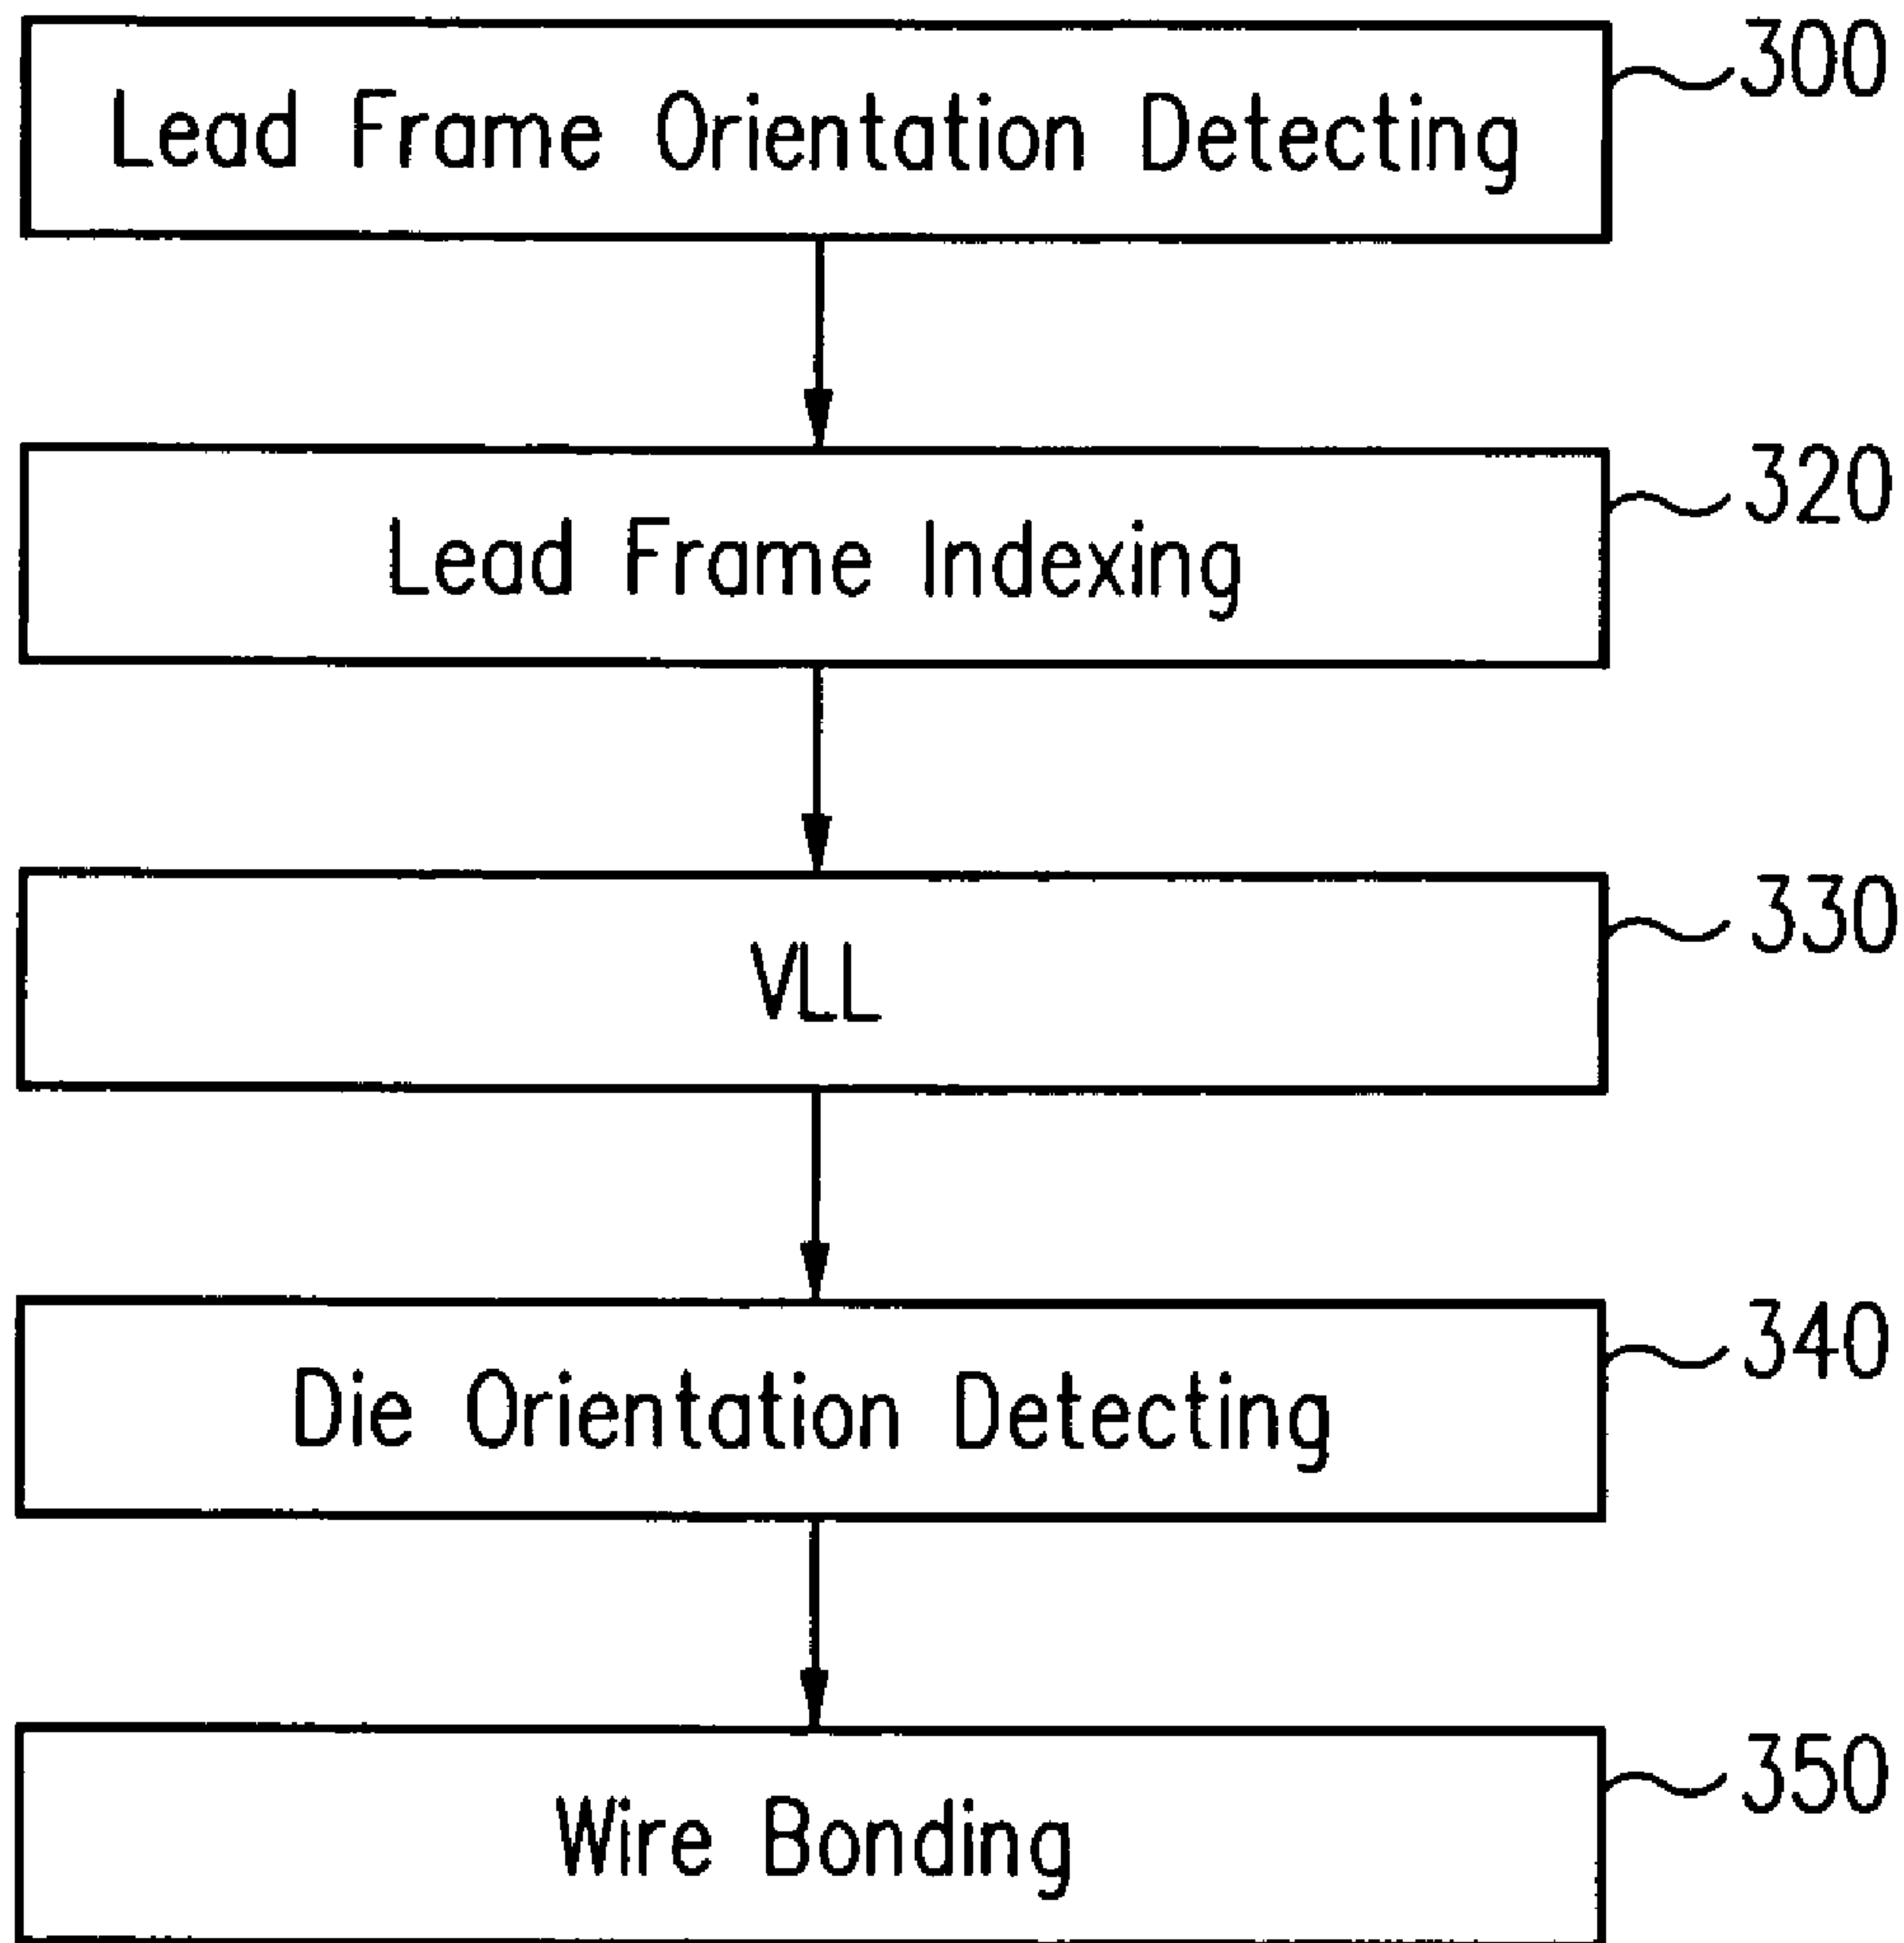 Lead Frame Orientation Detecting
300
Lead Frame Indexing
320
VLL
330
Die Orientation Detecting
340
Wire Bonding
350